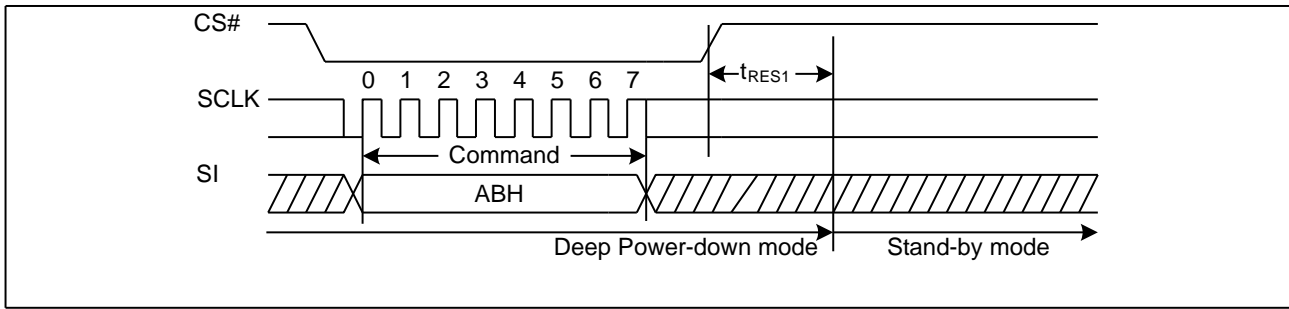 CS#
tRES1
0 1 2 3 4 5 6 7
SCLK
Command
SI
ABH
Deep Power-down mode Stand-by mode